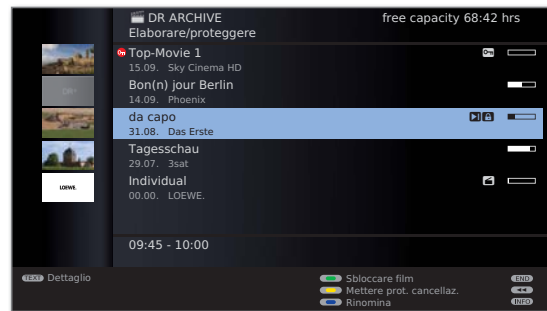 DR ARCHIVE free capacity 68:42 hrs
Elaborare/proteggere
Top-Movie 1
15.09. Sky Cinema HD
DR+
Bon(n) jour Berlin
14.09. Phoenix
da capo
31.08. Das Erste
Tagesschau
29.07. 3sat
Individual
LOEWE.
00.00. LOEWE.
09:45 - 10:00
TEXT Dettaglio Sbloccare film END
Mettere prot. cancellaz.
Rinomina INFO